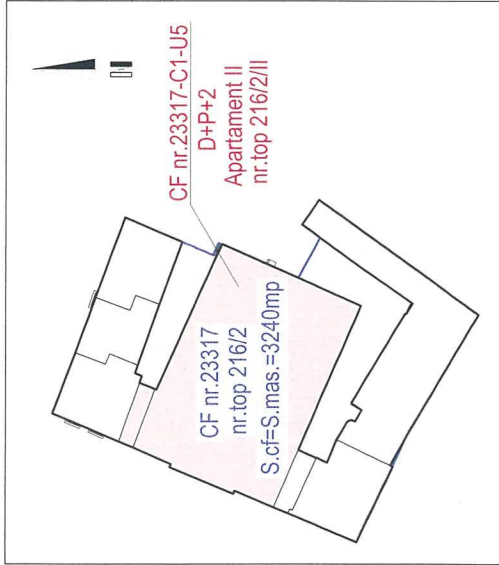 CF nr.23317-C1-U5
D+P+2
Apartament II
nr.top 216/2/II
CF nr.23317
nr.top 216/2
S.cf=S.mas.=3240mp